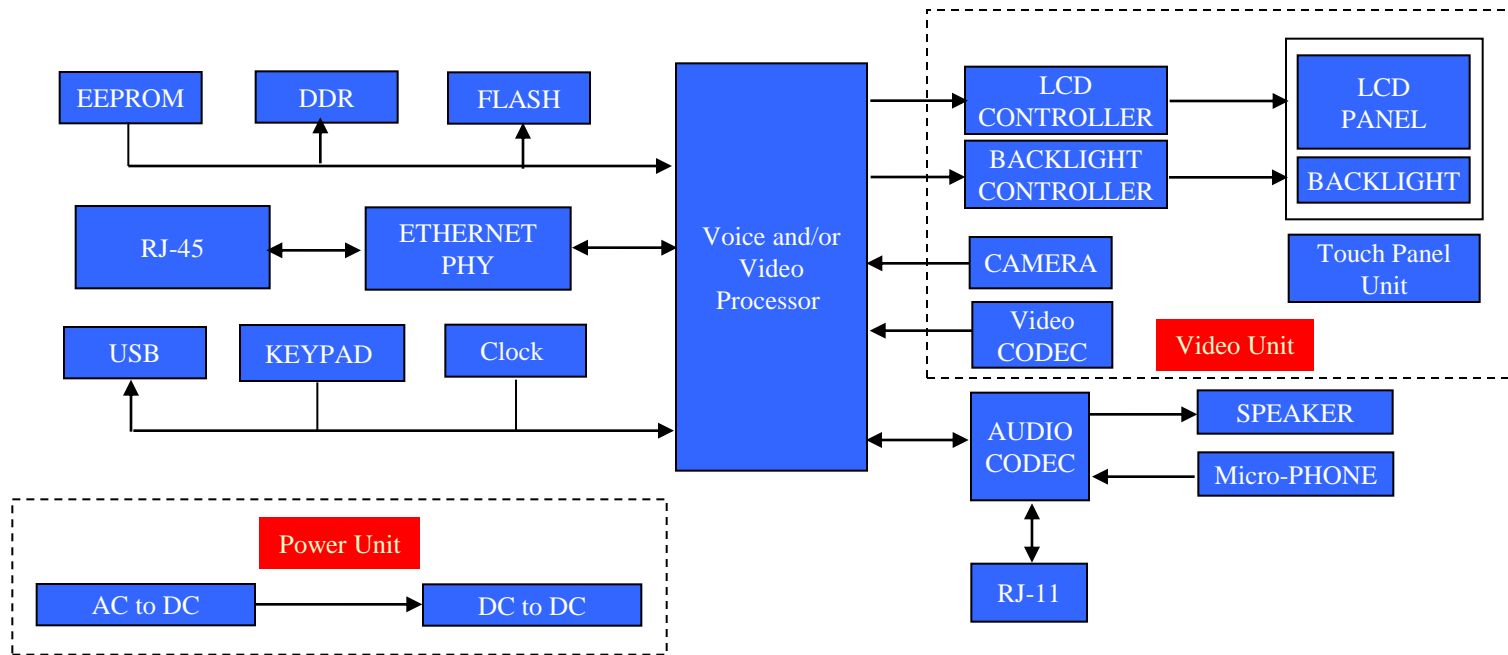 EEPROM
DDR
FLASH
RJ-45
ETHERNET
PHY
USB
KEYPAD
Clock
Voice and/or
Video
Processor
LCD
CONTROLLER
BACKLIGHT
CONTROLLER
CAMERA
Video
CODEC
LCD
PANEL
BACKLIGHT
Touch Panel
Unit
Video Unit
AUDIO
CODEC
SPEAKER
Micro-PHONE
RJ-11
Power Unit
AC to DC
DC to DC